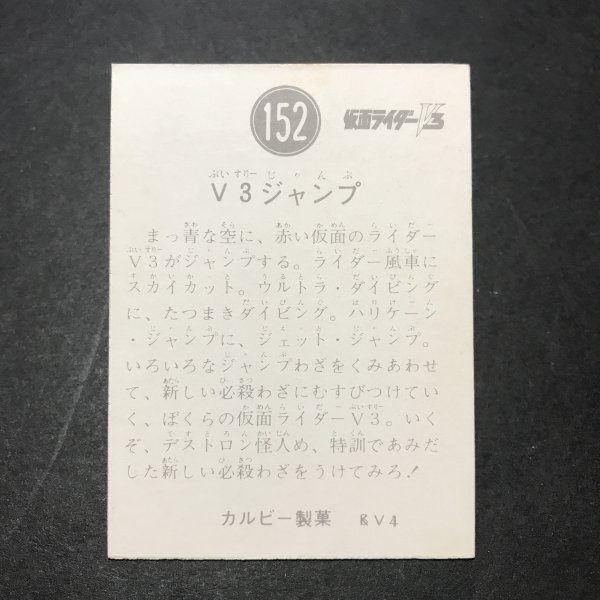 152
仮面ライダーV3
ぶいすりーじゃんぷ
V3ジャンプ
まっ青な空に、赤い仮面のライダー
V3がジャンプする。ライダー風車に
スカイカット。ウルトラ・ダイビング
に、たつまきダイビング。ハリケーン
・ジャンプに、ジェット・ジャンプ。
いろいろなジャンプわざをくみあわせ
て、新しい必殺わざにむすびつけてい
く、ぼくらの仮面ライダーV3。いく
ぞ、デストロン怪人め、特訓であみだ
した新しい必殺わざをうけてみろ！
カルビー製菓 KV4